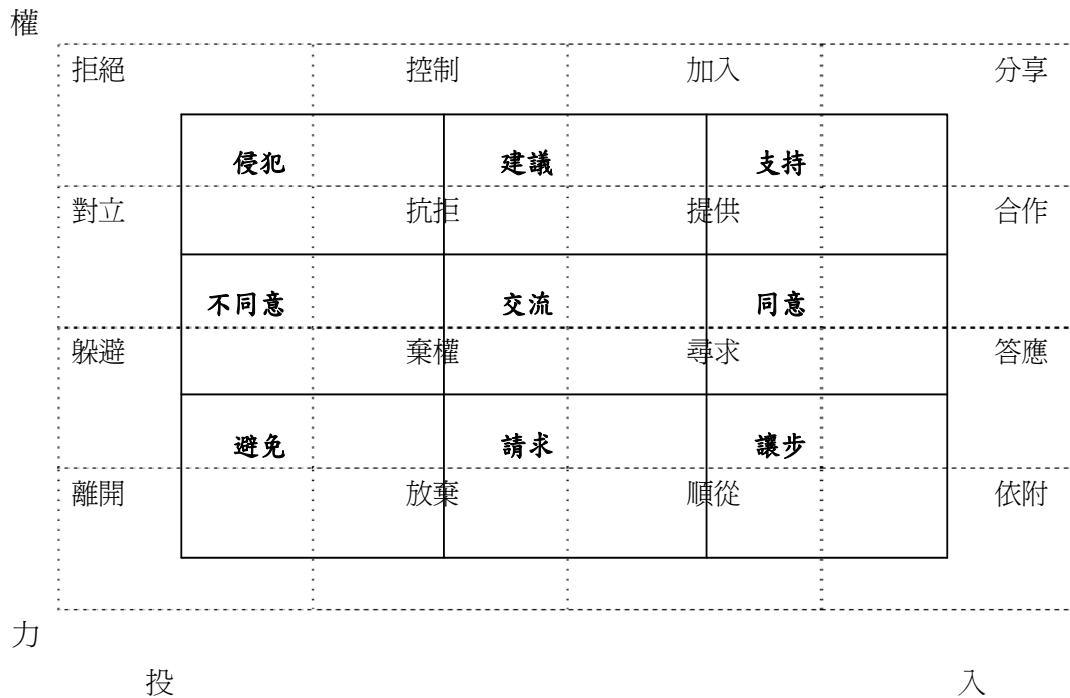 權
拒絕 控制 加入 分享
侵犯 建議 支持
對立 抗拒 提供 合作
不同意 交流 同意
躲避 棄權 尋求 答應
避免 請求 讓步
離開 放棄 順從 依附
力
投 入